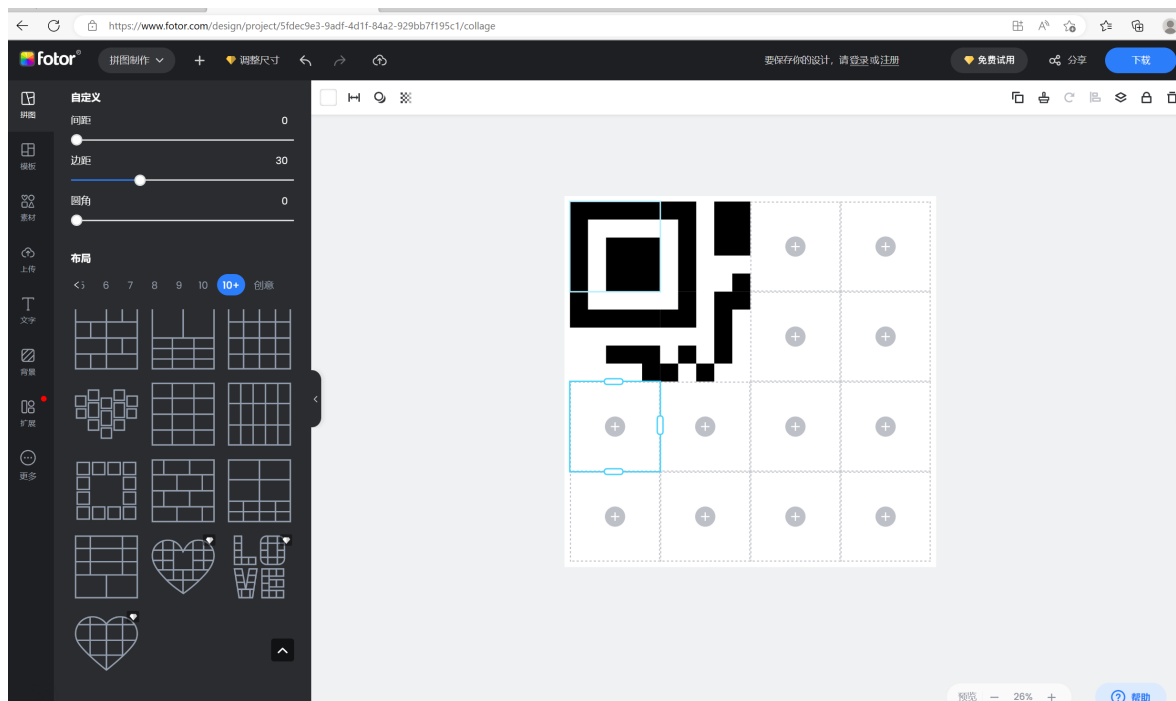 https://www.fotor.com/design/project/5fdec9e3-9adf-4d1f-84a2-929bb7f195c1/collage
fotor®
拼图制作
调整尺寸
要保存你的设计，请登录或注册
免费试用
分享
下载
拼图
模板
素材
上传
文字
背景
扩展
更多
自定义
间距 0
边距 30
圆角 0
布局
6 7 8 9 10 10+ 创意
预览 − 26% +
帮助